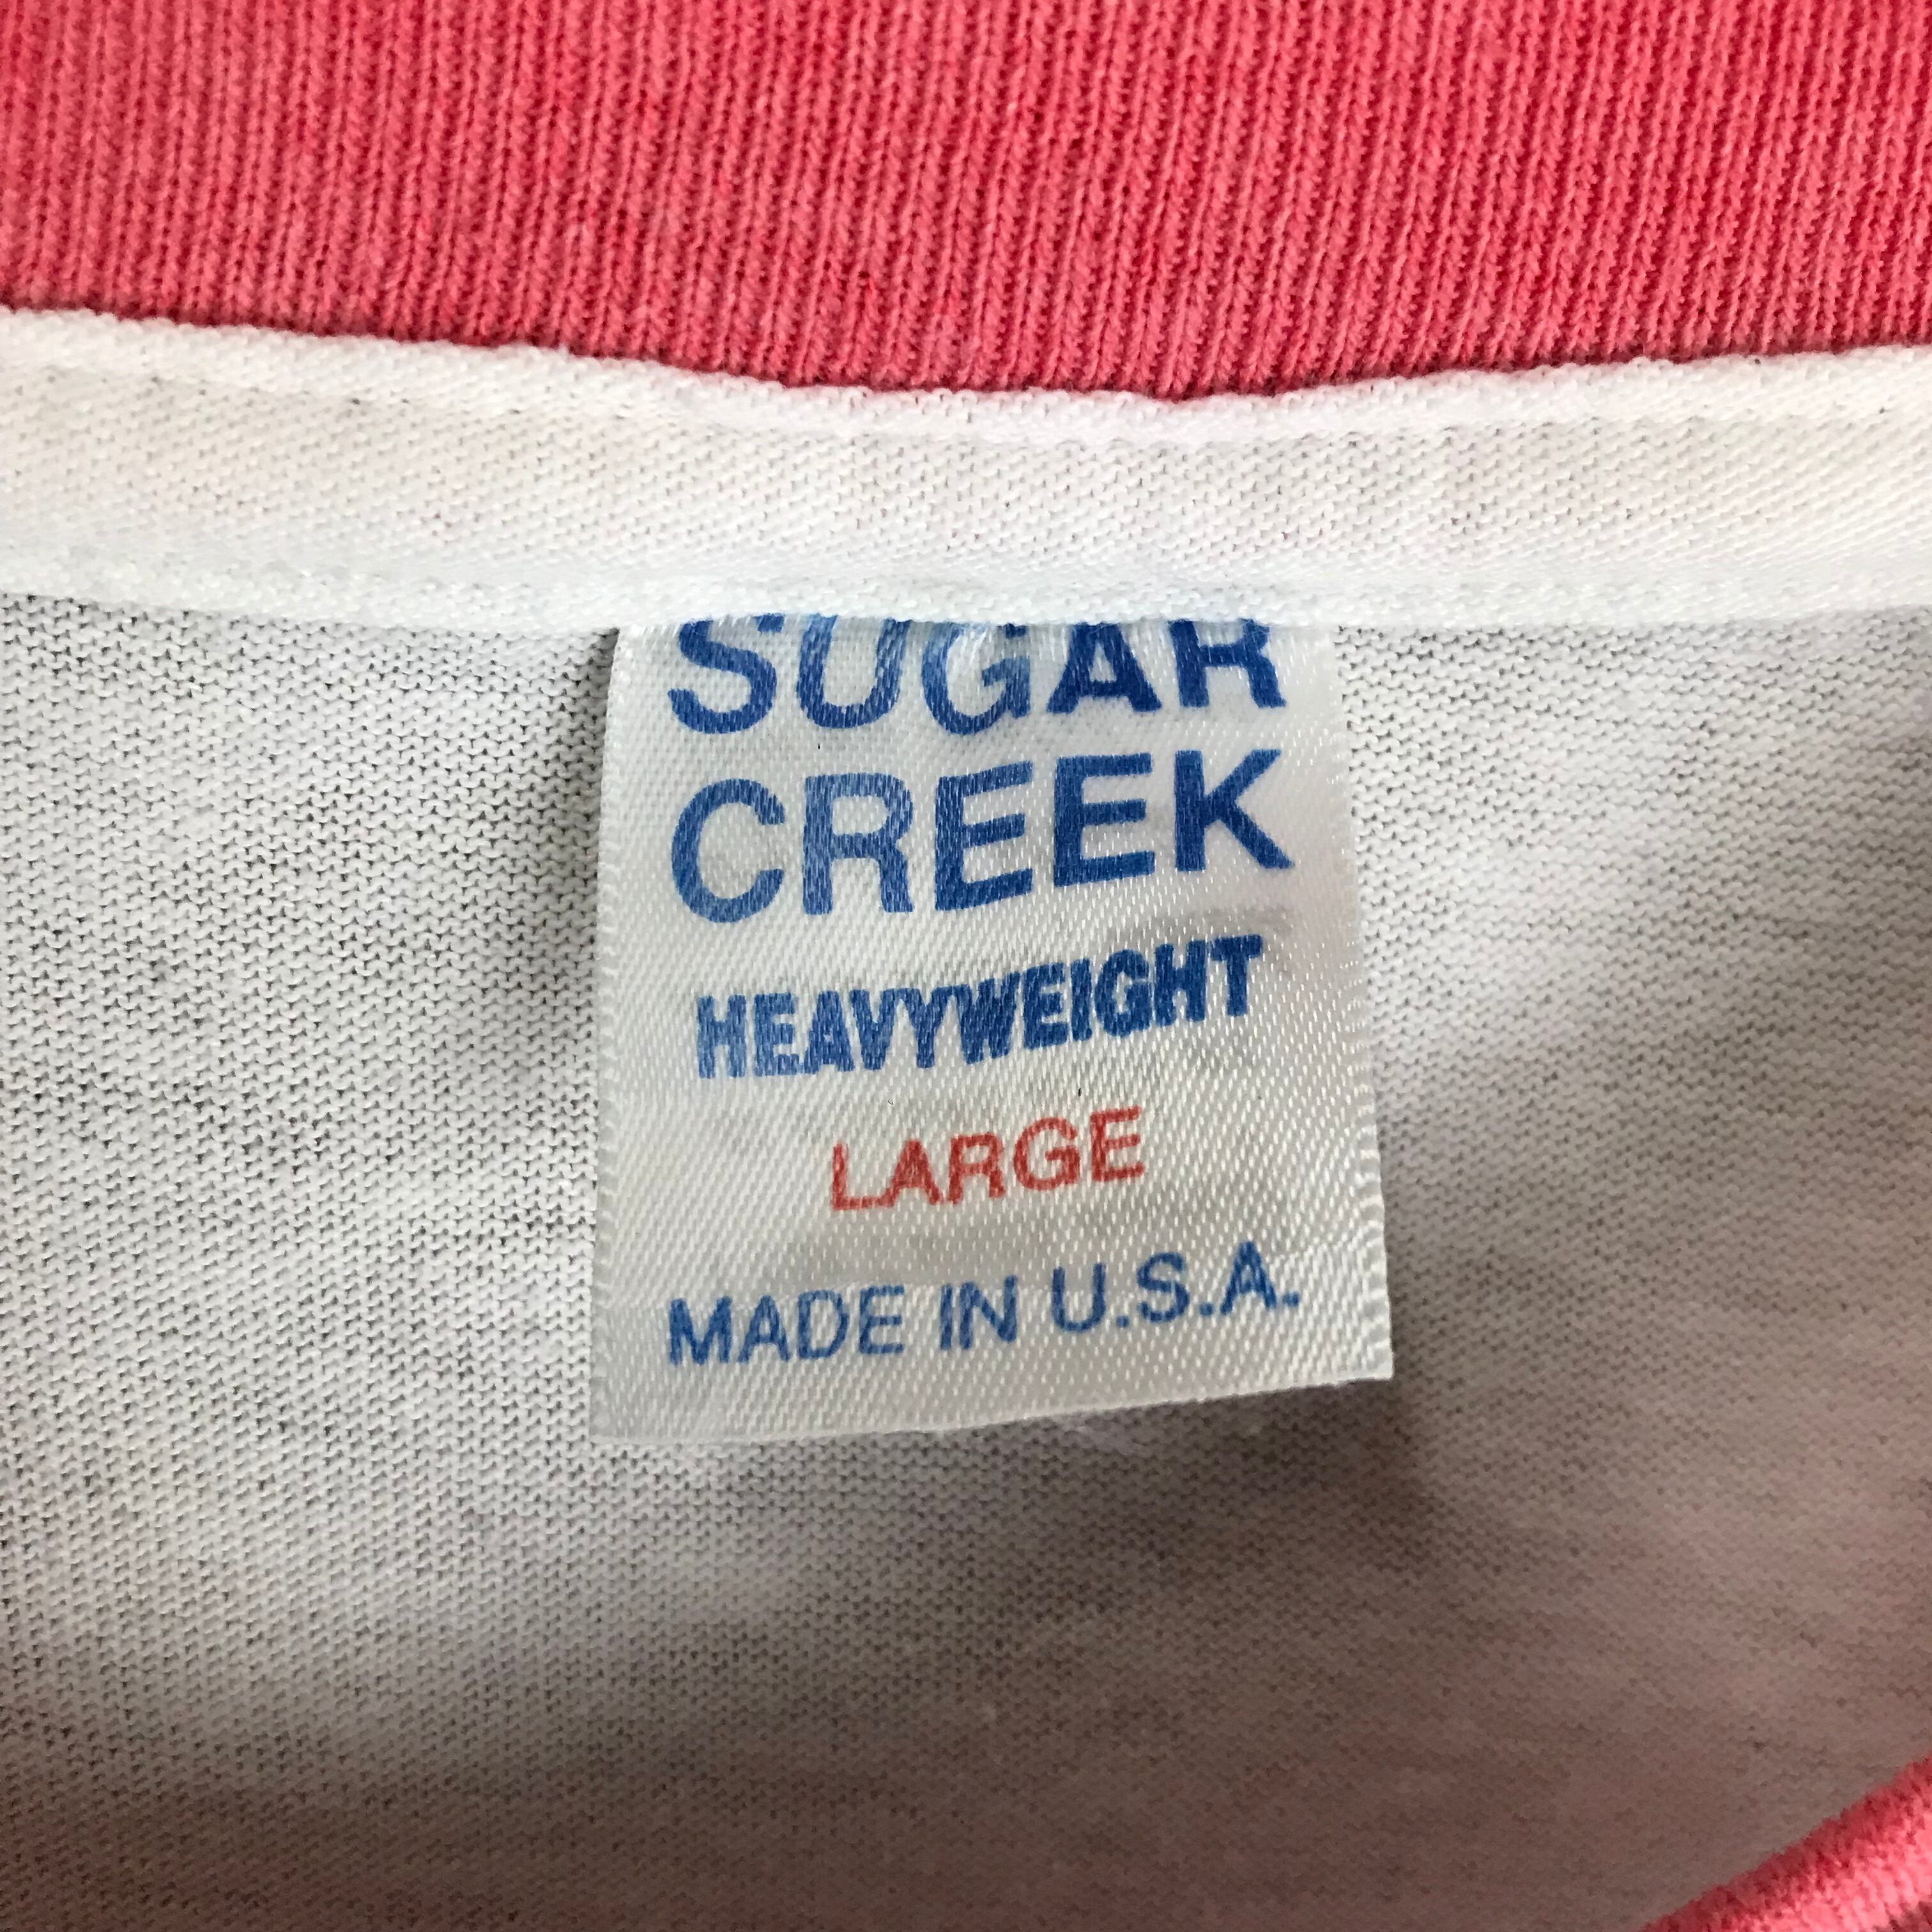 SUGAR
CREEK
HEAVYWEIGHT
LARGE
MADE IN U.S.A.